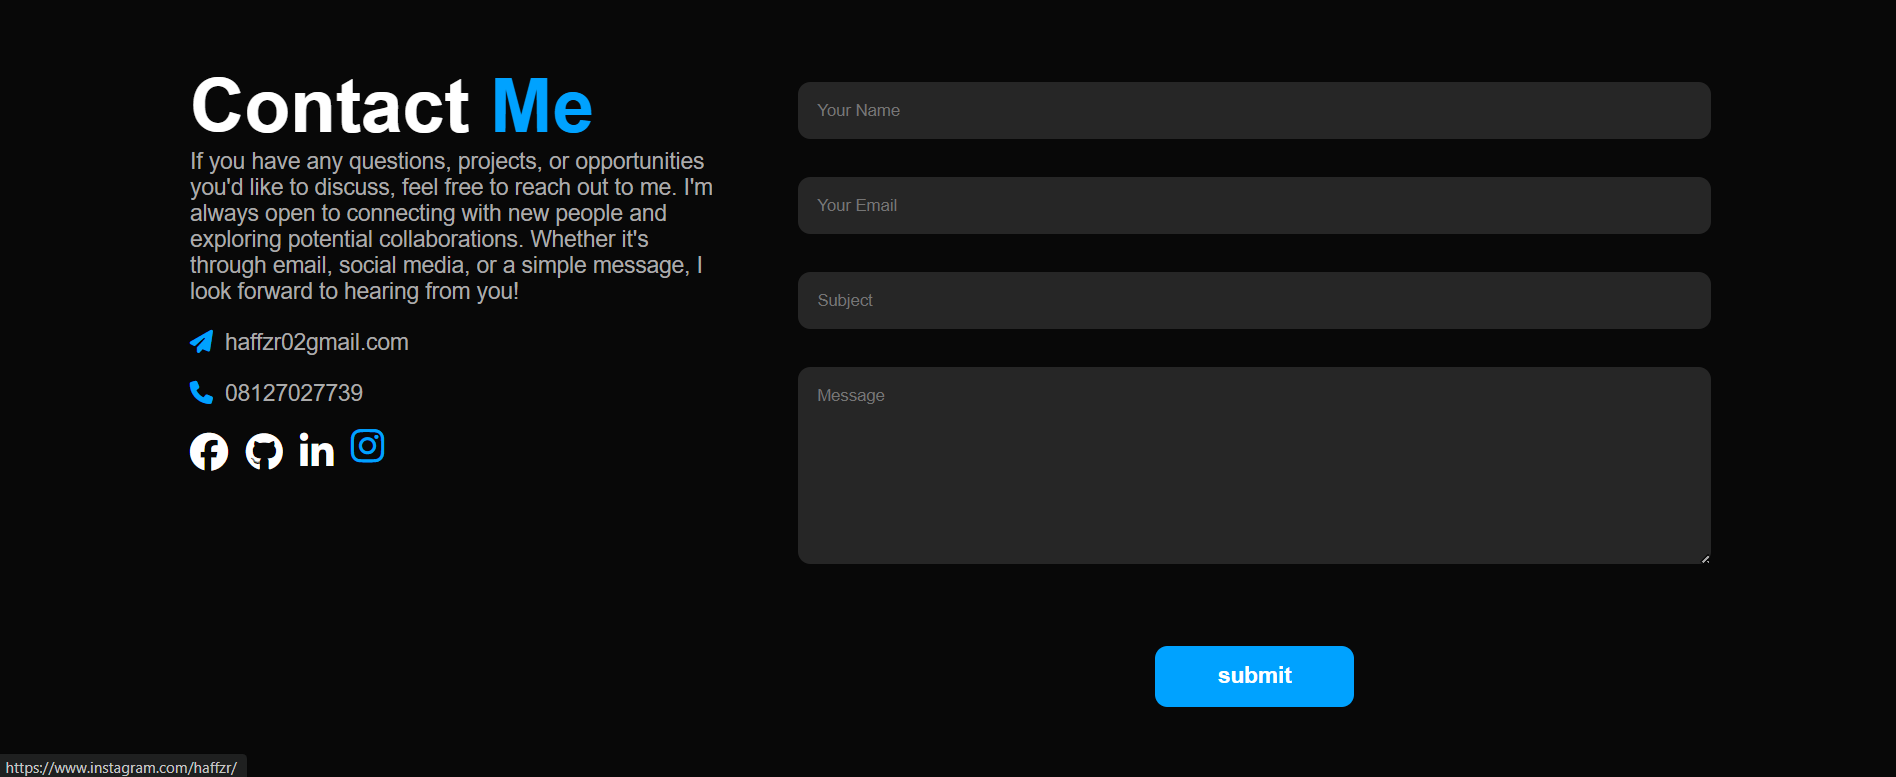 Contact Me
If you have any questions, projects, or opportunities
you'd like to discuss, feel free to reach out to me. I'm
always open to connecting with new people and
exploring potential collaborations. Whether it's
through email, social media, or a simple message, I
look forward to hearing from you!
haffzr02gmail.com
08127027739
in
Your Name
Your Email
Subject
Message
submit
https://www.instagram.com/haffzr/